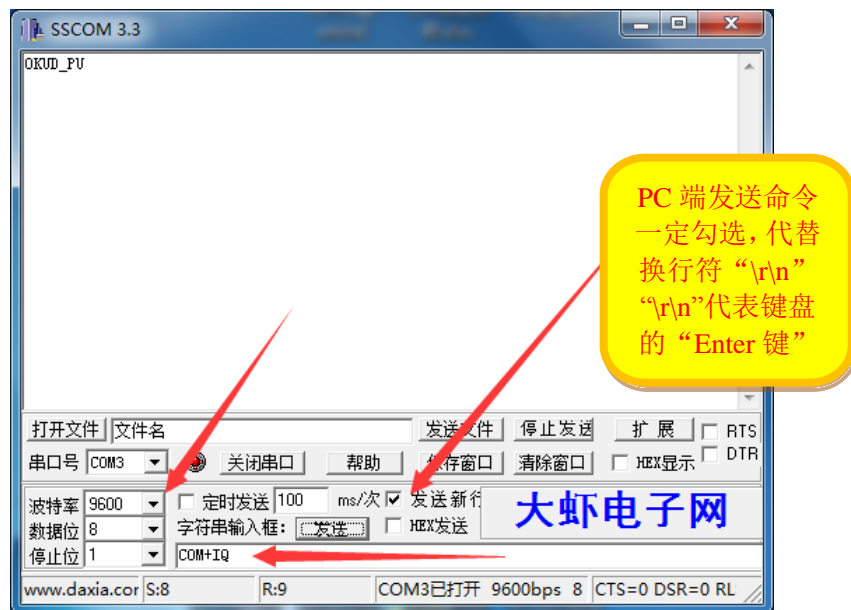 SSCOM 3.3
OKUD_PU
PC 端发送命令
一定勾选，代替
换行符“\r\n”
“\r\n”代表键盘
的“Enter 键”
打开文件 文件名 发送文件 停止发送 扩 展 RTS
串口号 COM3 关闭串口 帮助 保存窗口 清除窗口 HEX显示 DTR
波特率 9600 定时发送 100 ms/次 发送新行
数据位 8 字符串输入框： 发送 HEX发送
大虾电子网
停止位 1 COM+IQ
www.daxia.cor S:8 R:9 COM3已打开 9600bps 8 CTS=0 DSR=0 RL